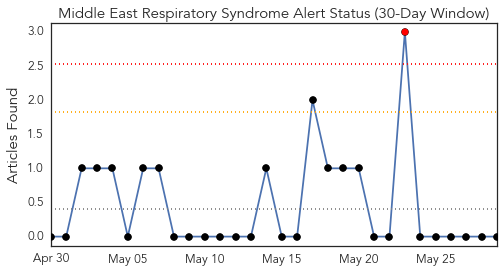 Middle East Respiratory Syndrome Alert Status (30-Day Window)
Articles Found
3.0
2.5
2.0
1.5
1.0
0.5
0.0
Apr 30 May 05 May 10 May 15 May 20 May 25